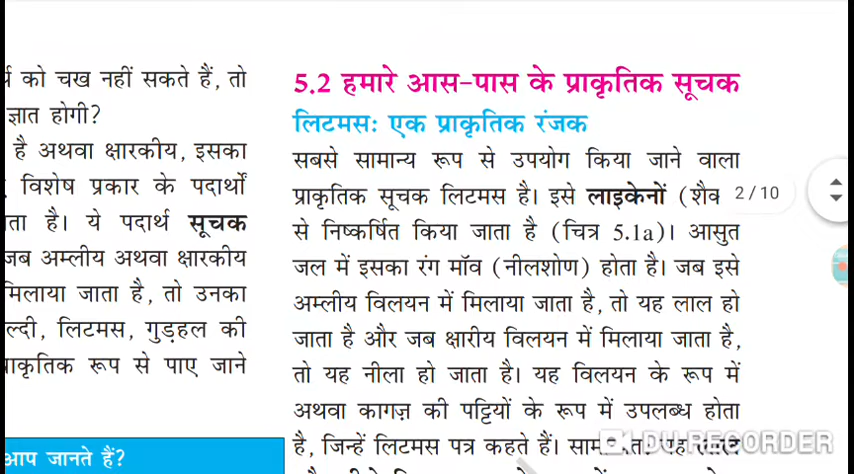 र्थ को चख नहीं सकते हैं, तो
ज्ञात होगी?
है अथवा क्षारकीय, इसका
विशेष प्रकार के पदार्थों
ये पदार्थ सूचक
जब अम्लीय अथवा क्षारकीय
मिलाया जाता है, तो उनका
ल्दी, लिटमस, गुड़हल की
प्राकृतिक रूप से पाए जाने
आप जानते हैं?
5.2 हमारे आस-पास के प्राकृतिक सूचक
लिटमस: एक प्राकृतिक रंजक
सबसे सामान्य रूप से उपयोग किया जाने वाला
प्राकृतिक सूचक लिटमस है। इसे लाइकेनों (शैव
से निष्कर्षित किया जाता है (चित्र 5.1a)। आसुत
जल में इसका रंग मॉव (नीलशोण) होता है। जब इसे
अम्लीय विलयन में मिलाया जाता है, तो यह लाल हो
जाता है और जब क्षारीय विलयन में मिलाया जाता है,
तो यह नीला हो जाता है। यह विलयन के रूप में
अथवा कागज़ की पट्टियों के रूप में उपलब्ध होता
है, जिन्हें लिटमस पत्र कहते हैं।
2 / 10
DU RECORDER